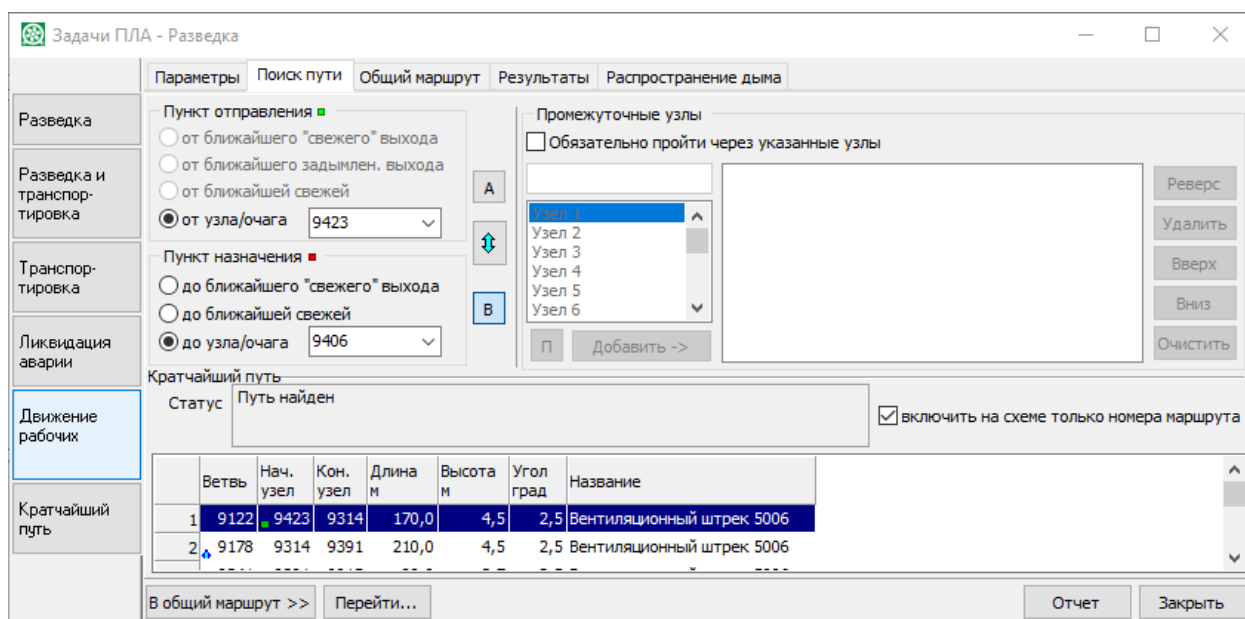 Задачи ПЛА - Разведка
Параметры Поиск пути Общий маршрут Результаты Распространение дыма
Разведка
Разведка и
транспор-
тировка
Транспор-
тировка
Ликвидация
аварии
Движение
рабочих
Кратчайший
путь
Пункт отправления
от ближайшего "свежего" выхода
от ближайшего задымлен. выхода
от ближайшей свежей
от узла/очага 9423
Пункт назначения
до ближайшего "свежего" выхода
до ближайшей свежей
до узла/очага 9406
A
B
Промежуточные узлы
Обязательно пройти через указанные узлы
Узел 1
Узел 2
Узел 3
Узел 4
Узел 5
Узел 6
П Добавить ->
Реверс
Удалить
Вверх
Вниз
Очистить
Кратчайший путь
Статус Путь найден
включить на схеме только номера маршрута
Ветвь Нач. узел Кон. узел Длина м Высота м Угол град Название
1 9122 9423 9314 170,0 4,5 2,5 Вентиляционный штрек 5006
2 9178 9314 9391 210,0 4,5 2,5 Вентиляционный штрек 5006
В общий маршрут >> Перейти... Отчет Закрыть